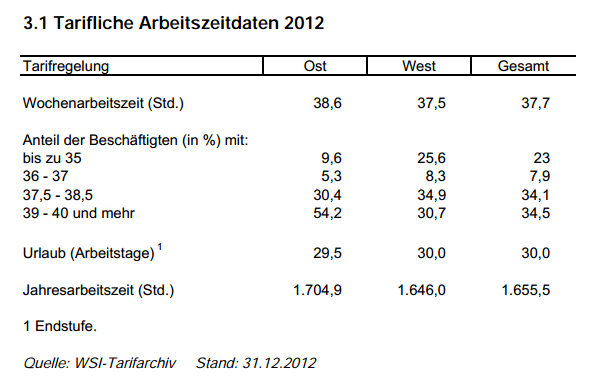 3.1 Tarifliche Arbeitszeitdaten 2012
Tarifregelung Ost West Gesamt
Wochenarbeitszeit (Std.) 38,6 37,5 37,7
Anteil der Beschäftigten (in %) mit:
bis zu 35 9,6 25,6 23
36 - 37 5,3 8,3 7,9
37,5 - 38,5 30,4 34,9 34,1
39 - 40 und mehr 54,2 30,7 34,5
Urlaub (Arbeitstage) 1 29,5 30,0 30,0
Jahresarbeitszeit (Std.) 1.704,9 1.646,0 1.655,5
1 Endstufe.
Quelle: WSI-Tarifarchiv Stand: 31.12.2012